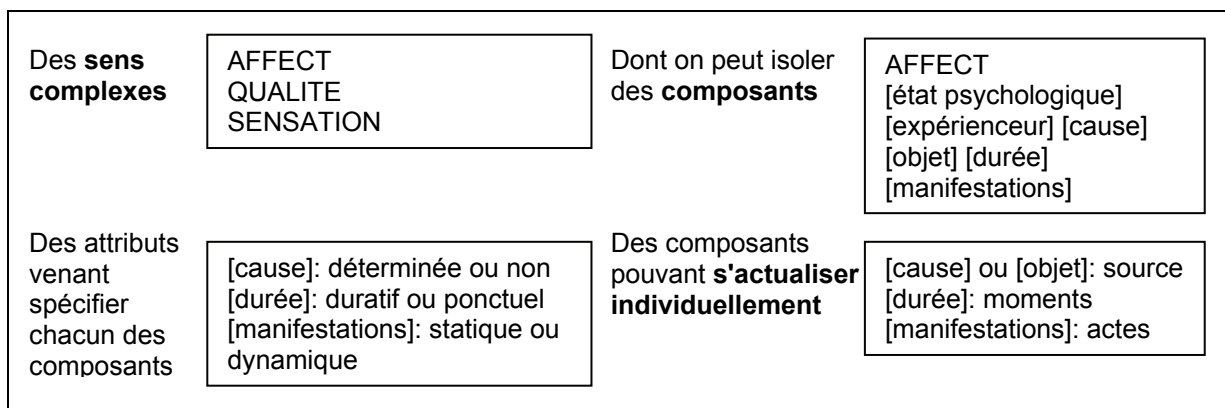 Des sens
complexes
AFFECT
QUALITE
SENSATION
Dont on peut isoler
des composants
AFFECT
[état psychologique]
[expérienceur] [cause]
[objet] [durée]
[manifestations]
Des attributs
venant
spécifier
chacun des
composants
[cause]: déterminée ou non
[durée]: duratif ou ponctuel
[manifestations]: statique ou
dynamique
Des composants
pouvant s'actualiser
individuellement
[cause] ou [objet]: source
[durée]: moments
[manifestations]: actes